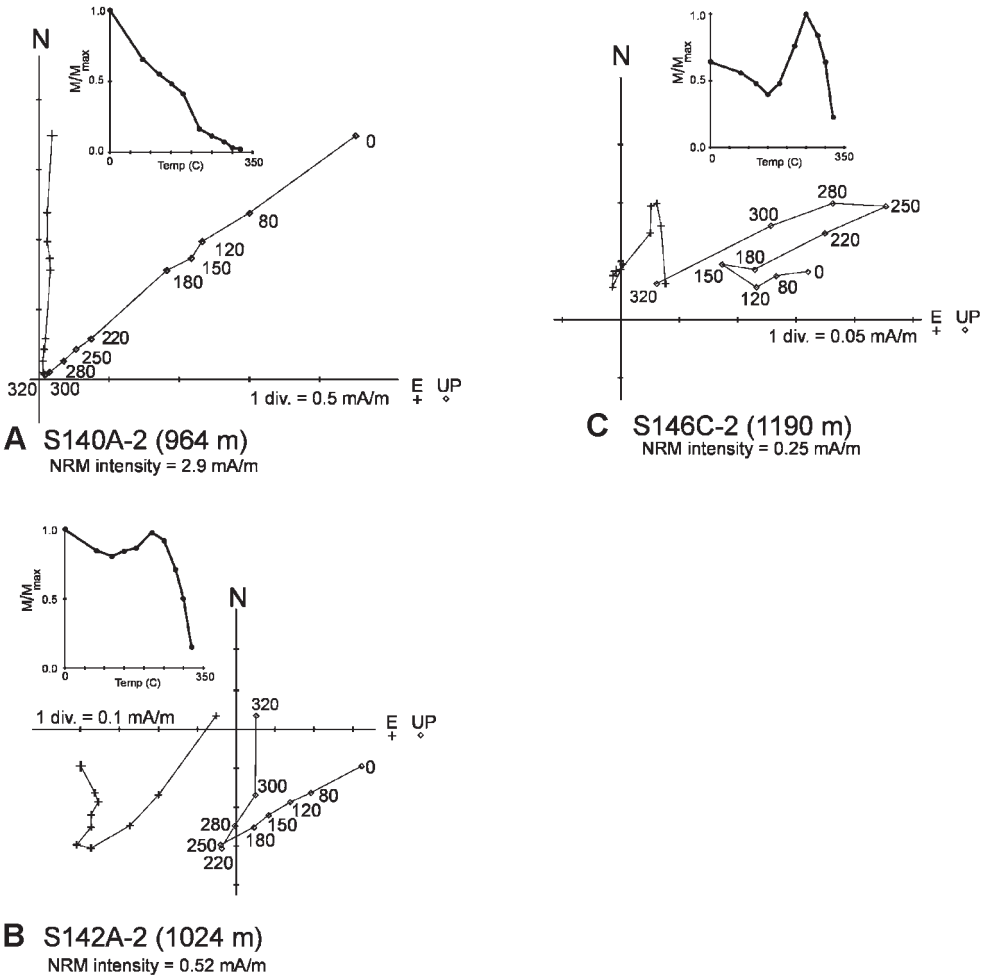 N
M/Mmax
1.0
0.5
0.0
0
350
Temp (C)
0
80
120
150
180
220
250
280
320 300
E UP
1 div. = 0.5 mA/m
A S140A-2 (964 m)
NRM intensity = 2.9 mA/m
N
M/Mmax
1.0
0.5
0.0
0
350
Temp (C)
280
250
300
220
180
150
0
80
120
320
E UP
1 div. = 0.05 mA/m
C S146C-2 (1190 m)
NRM intensity = 0.25 mA/m
N
M/Mmax
1.0
0.5
0.0
0
350
Temp (C)
1 div. = 0.1 mA/m
320
E UP
0
300
80
120
280
150
180
250
220
B S142A-2 (1024 m)
NRM intensity = 0.52 mA/m